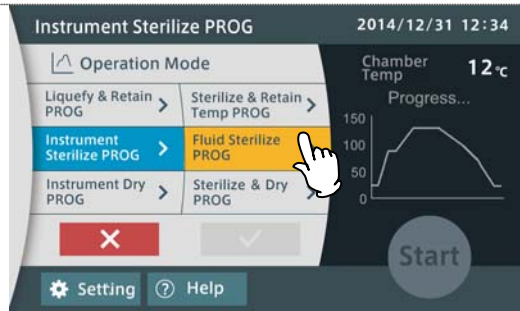 Instrument Sterilize PROG
2014/12/31 12:34
Operation Mode
Liquefy & Retain
PROG
Sterilize & Retain
Temp PROG
Instrument
Sterilize PROG
Fluid Sterilize
PROG
Instrument Dry
PROG
Sterilize & Dry
PROG
Setting
? Help
Chamber
Temp
12℃
Progress...
150
100
50
0
Start